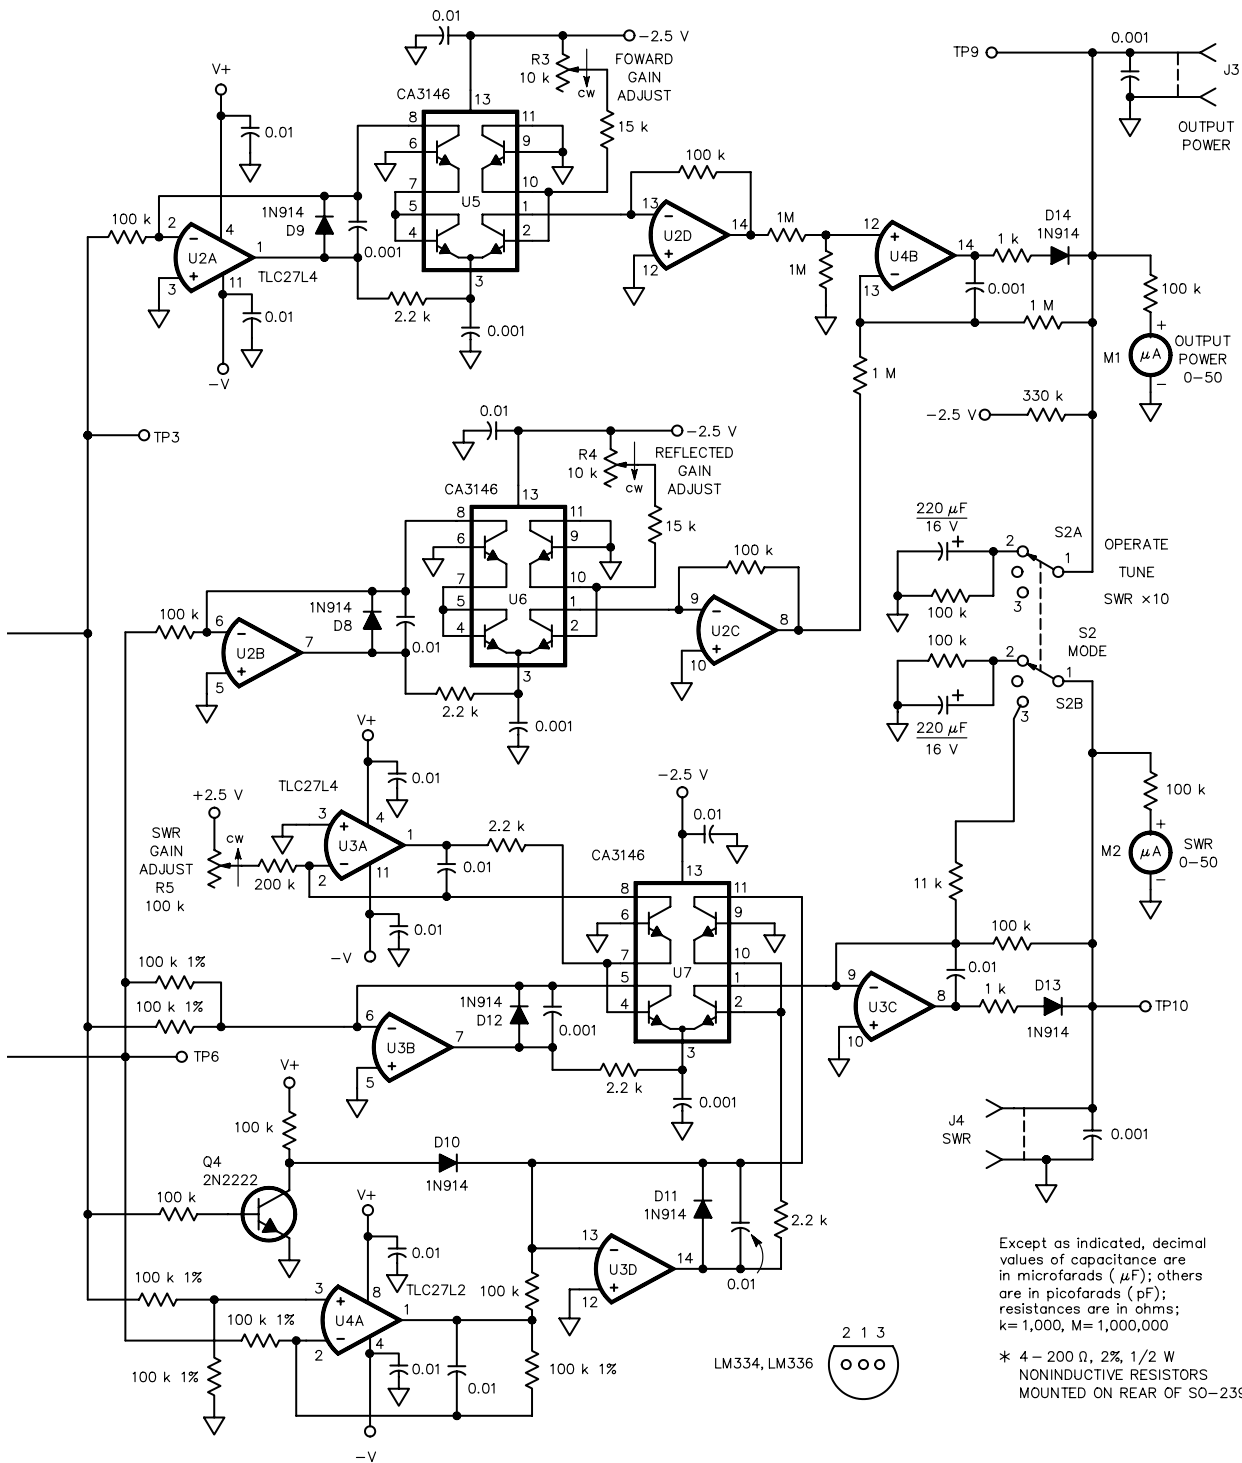 0.01
−2.5 V
R3
10 k
CW
FOWARD
GAIN
ADJUST
TP9
0.001
J3
OUTPUT
POWER
V+
0.01
CA3146
13
8
11
6
9
7
10
5
1
4
2
3
U5
15 k
100 k
2
1N914
D9
4
U2A
1
TLC27L4
3
11
0.01
−V
0.001
2.2 k
0.001
100 k
13
14
12
U2D
1M
1M
12
14
13
U4B
1 k
D14
1N914
0.001
1 M
1 M
100 k
+
M1
μA
−
OUTPUT
POWER
0−50
−2.5 V
330 k
TP3
0.01
−2.5 V
R4
10 k
CW
REFLECTED
GAIN
ADJUST
CA3146
13
8
11
6
9
7
10
5
1
4
2
3
U6
15 k
100 k
6
7
5
U2B
1N914
D8
0.01
2.2 k
0.001
100 k
9
8
10
U2C
220 μF
16 V
+
100 k
2
S2A
1
3
OPERATE
TUNE
SWR ×10
100 k
2
S2
MODE
1
S2B
3
+
220 μF
16 V
V+
0.01
TLC27L4
+2.5 V
SWR
GAIN
ADJUST
R5
100 k
CW
200 k
3
4
1
U3A
2
11
0.01
−V
2.2 k
0.01
−2.5 V
0.01
CA3146
13
8
11
6
9
7
10
5
1
4
2
3
U7
11 k
100 k
+
M2
μA
−
SWR
0−50
100 k 1%
100 k 1%
6
7
5
U3B
1N914
D12
0.001
2.2 k
0.001
9
8
10
U3C
100 k
0.01
1 k
D13
1N914
TP10
TP6
V+
100 k
Q4
2N2222
100 k
D10
1N914
J4
SWR
0.001
V+
0.01
TLC27L2
100 k 1%
100 k 1%
100 k 1%
3
8
1
U4A
2
4
0.01
−V
0.01
100 k
100 k 1%
13
14
12
U3D
D11
1N914
0.01
2.2 k
2 1 3
LM334, LM336
Except as indicated, decimal
values of capacitance are
in microfarads ( μF); others
are in picofarads ( pF);
resistances are in ohms;
k= 1,000, M= 1,000,000
* 4 – 200 Ω, 2%, 1/2 W
NONINDUCTIVE RESISTORS
MOUNTED ON REAR OF SO−239